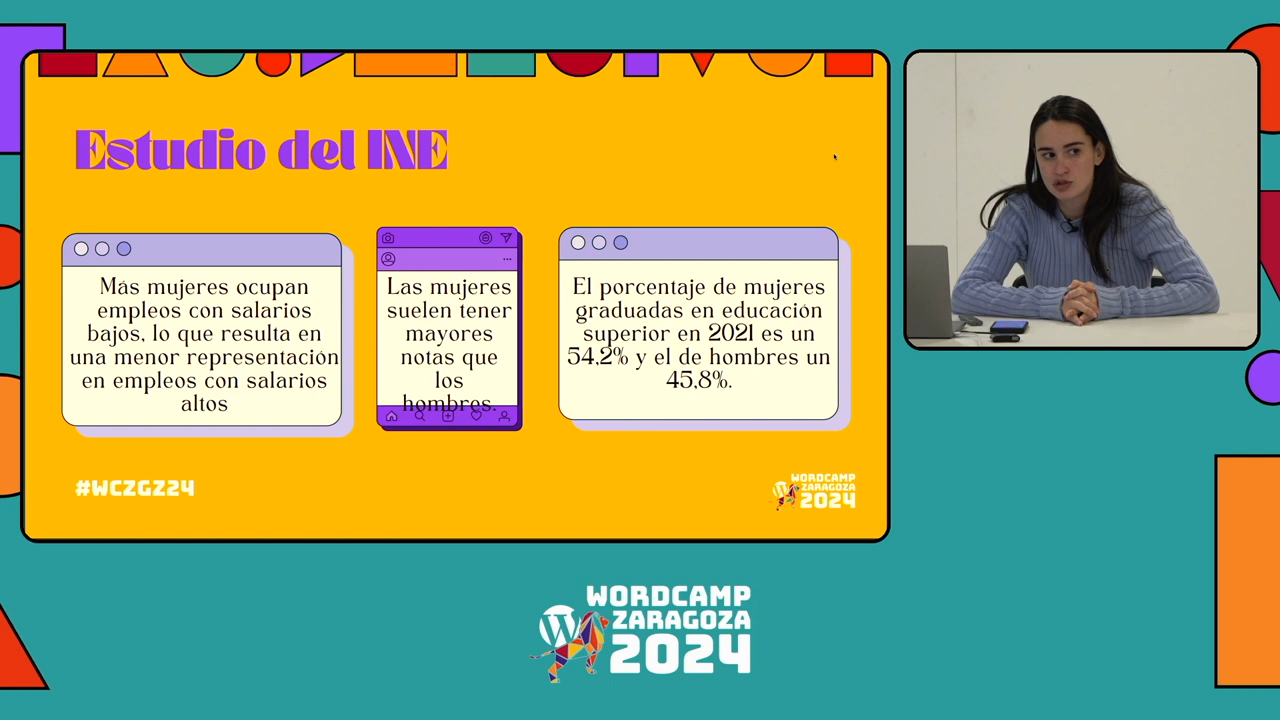 Estudio del INE
Más mujeres ocupan
empleos con salarios
bajos, lo que resulta en
una menor representación
en empleos con salarios
altos
Las mujeres
suelen tener
mayores
notas que
los
hombres.
El porcentaje de mujeres
graduadas en educación
superior en 2021 es un
54,2% y el de hombres un
45,8%.
#WCZGZ24
WORDCAMP
ZARAGOZA
2024
WORDCAMP
ZARAGOZA
2024